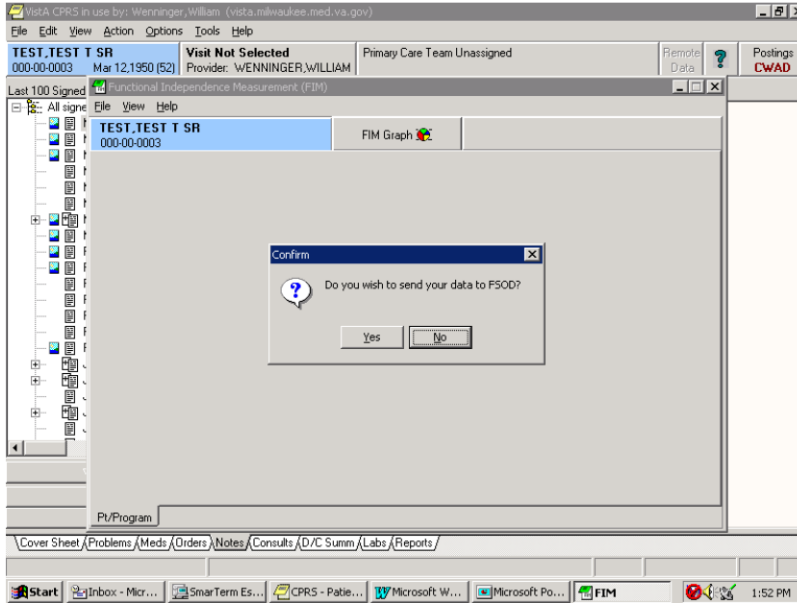 VistA CPRS in use by: Wenninger,William (vista.milwaukee.med.va.gov)
File Edit View Action Options Tools Help
TEST,TEST T SR
000-00-0003 Mar 12,1950 (52)
Visit Not Selected
Provider: WENNINGER,WILLIAM
Primary Care Team Unassigned
Remote
Data
Postings
CWAD
Last 100 Signed
All signe
Functional Independence Measurement (FIM)
File View Help
TEST,TEST T SR
000-00-0003
FIM Graph
Confirm
Do you wish to send your data to FSOD?
Yes No
Pt/Program
Cover Sheet Problems Meds Orders Notes Consults D/C Summ Labs Reports
Start Inbox - Micr... SmarTerm Es... CPRS - Patie... Microsoft W... Microsoft Po... FIM 1:52 PM